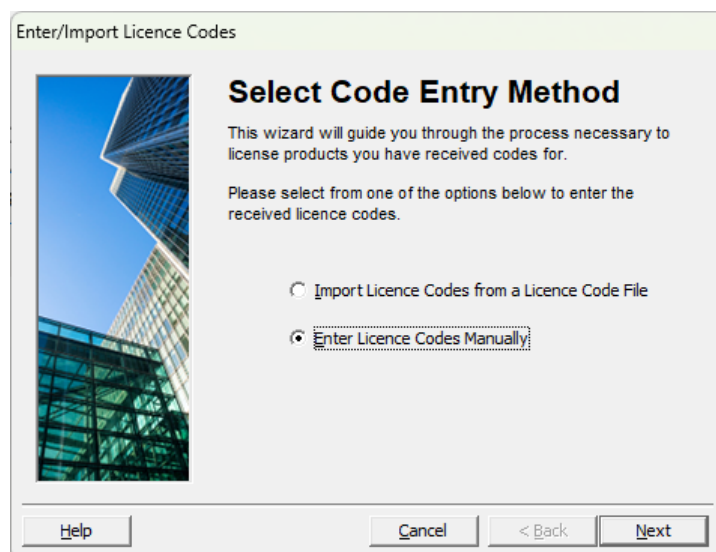 Enter/Import Licence Codes
Select Code Entry Method
This wizard will guide you through the process necessary to
license products you have received codes for.
Please select from one of the options below to enter the
received licence codes.
Import Licence Codes from a Licence Code File
Enter Licence Codes Manually
Help
Cancel
< Back
Next